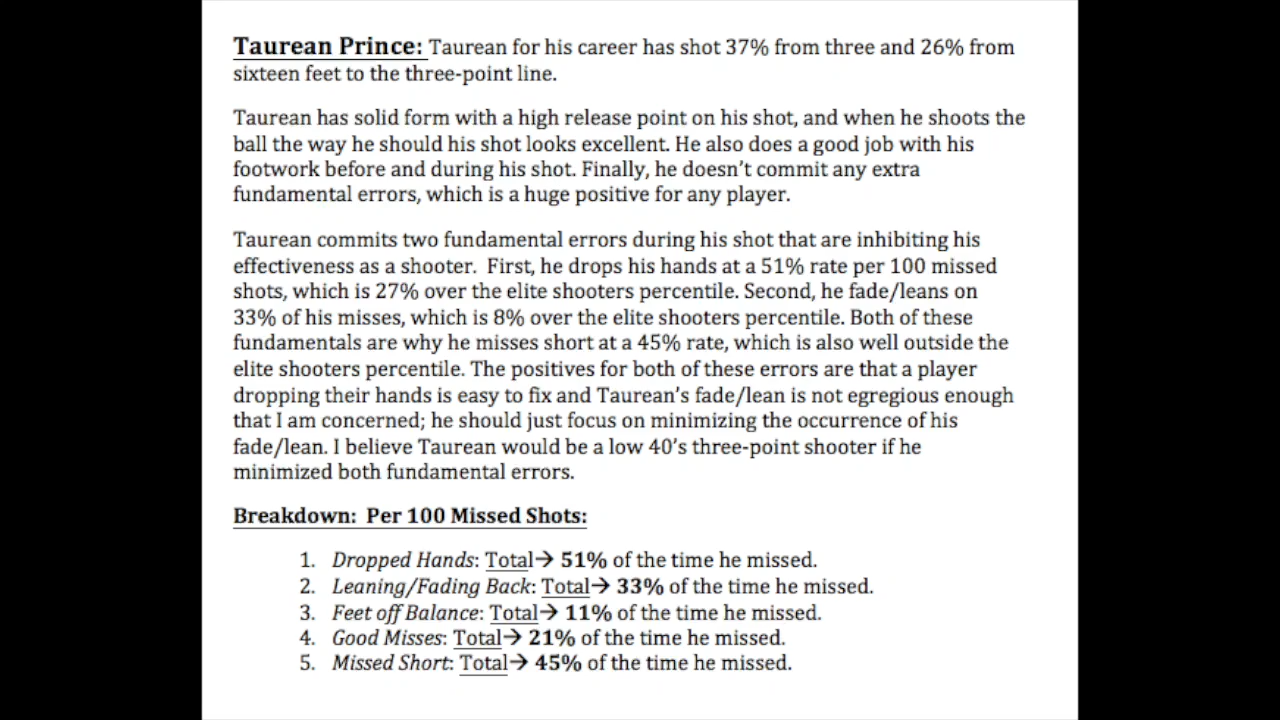 Taurean Prince: Taurean for his career has shot 37% from three and 26% from
sixteen feet to the three-point line.
Taurean has solid form with a high release point on his shot, and when he shoots the
ball the way he should his shot looks excellent. He also does a good job with his
footwork before and during his shot. Finally, he doesn’t commit any extra
fundamental errors, which is a huge positive for any player.
Taurean commits two fundamental errors during his shot that are inhibiting his
effectiveness as a shooter.  First, he drops his hands at a 51% rate per 100 missed
shots, which is 27% over the elite shooters percentile. Second, he fade/leans on
33% of his misses, which is 8% over the elite shooters percentile. Both of these
fundamentals are why he misses short at a 45% rate, which is also well outside the
elite shooters percentile. The positives for both of these errors are that a player
dropping their hands is easy to fix and Taurean’s fade/lean is not egregious enough
that I am concerned; he should just focus on minimizing the occurrence of his
fade/lean. I believe Taurean would be a low 40’s three-point shooter if he
minimized both fundamental errors.
Breakdown:  Per 100 Missed Shots:
1. Dropped Hands: Total→ 51% of the time he missed.
2. Leaning/Fading Back: Total→ 33% of the time he missed.
3. Feet off Balance: Total→ 11% of the time he missed.
4. Good Misses: Total→ 21% of the time he missed.
5. Missed Short: Total→ 45% of the time he missed.